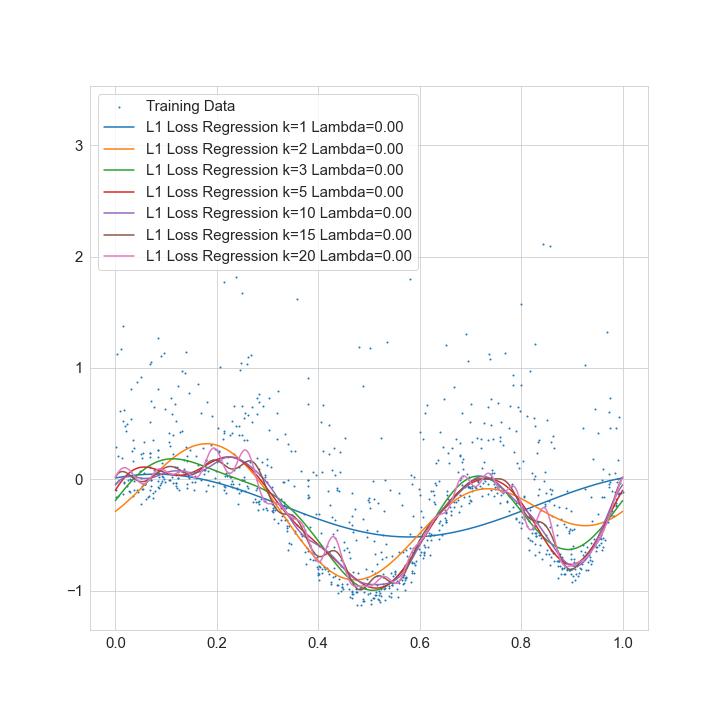 Training Data
L1 Loss Regression k=1 Lambda=0.00
L1 Loss Regression k=2 Lambda=0.00
L1 Loss Regression k=3 Lambda=0.00
L1 Loss Regression k=5 Lambda=0.00
L1 Loss Regression k=10 Lambda=0.00
L1 Loss Regression k=15 Lambda=0.00
L1 Loss Regression k=20 Lambda=0.00
3
2
1
0
−1
0.0 0.2 0.4 0.6 0.8 1.0